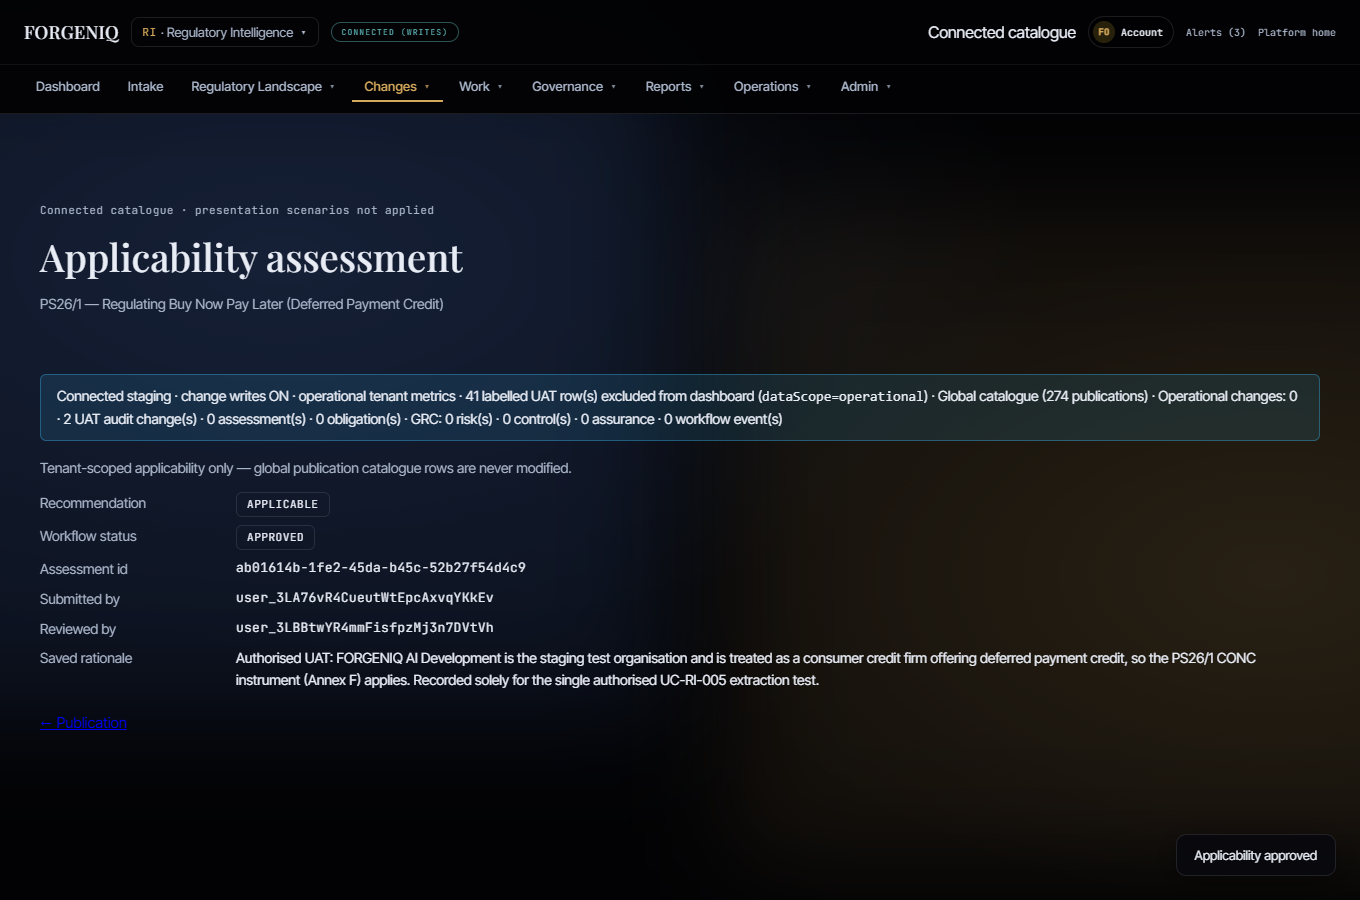 FORGENIQ
RI · Regulatory Intelligence
CONNECTED (WRITES)
Connected catalogue
FO Account
Alerts (3)
Platform home
Dashboard
Intake
Regulatory Landscape
Changes
Work
Governance
Reports
Operations
Admin
Connected catalogue · presentation scenarios not applied
Applicability assessment
PS26/1 — Regulating Buy Now Pay Later (Deferred Payment Credit)
Connected staging · change writes ON · operational tenant metrics · 41 labelled UAT row(s) excluded from dashboard (dataScope=operational) · Global catalogue (274 publications) · Operational changes: 0
· 2 UAT audit change(s) · 0 assessment(s) · 0 obligation(s) · GRC: 0 risk(s) · 0 control(s) · 0 assurance · 0 workflow event(s)
Tenant-scoped applicability only — global publication catalogue rows are never modified.
Recommendation APPLICABLE
Workflow status APPROVED
Assessment id ab01614b-1fe2-45da-b45c-52b27f54d4c9
Submitted by user_3LA76vR4CueutWtEpcAxvqYKkEv
Reviewed by user_3LBBtwYR4mmFisfpzMj3n7DVtVh
Saved rationale Authorised UAT: FORGENIQ AI Development is the staging test organisation and is treated as a consumer credit firm offering deferred payment credit, so the PS26/1 CONC
instrument (Annex F) applies. Recorded solely for the single authorised UC-RI-005 extraction test.
← Publication
Applicability approved